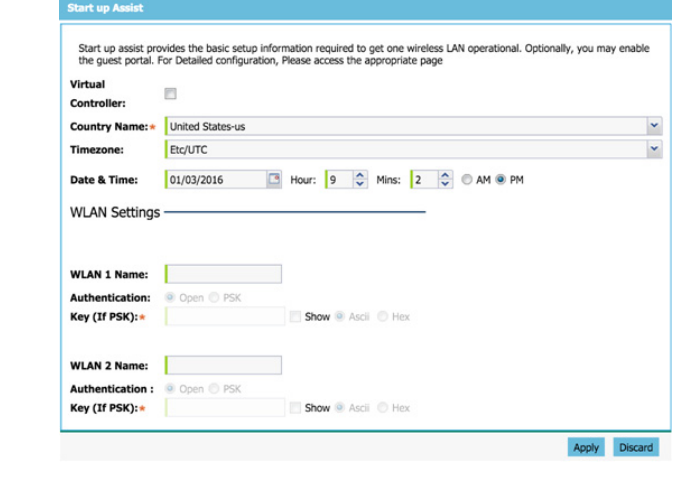 Start up Assist
Start up assist provides the basic setup information required to get one wireless LAN operational. Optionally, you may enable
the guest portal. For Detailed configuration, Please access the appropriate page
Virtual
Controller:
Country Name:* United States-us
Timezone: Etc/UTC
Date & Time: 01/03/2016 Hour: 9 Mins: 2 AM PM
WLAN Settings
WLAN 1 Name:
Authentication: Open PSK
Key (If PSK):* Show Ascii Hex
WLAN 2 Name:
Authentication : Open PSK
Key (If PSK):* Show Ascii Hex
Apply Discard